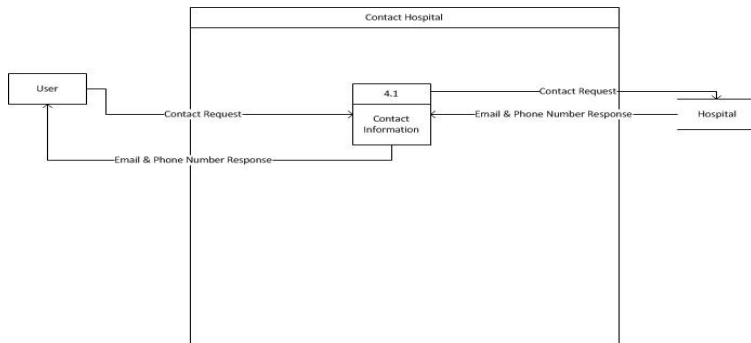 Contact Hospital
User
4.1
Contact Request
Contact Request
Contact
Information
Email & Phone Number Response
Hospital
Email & Phone Number Response